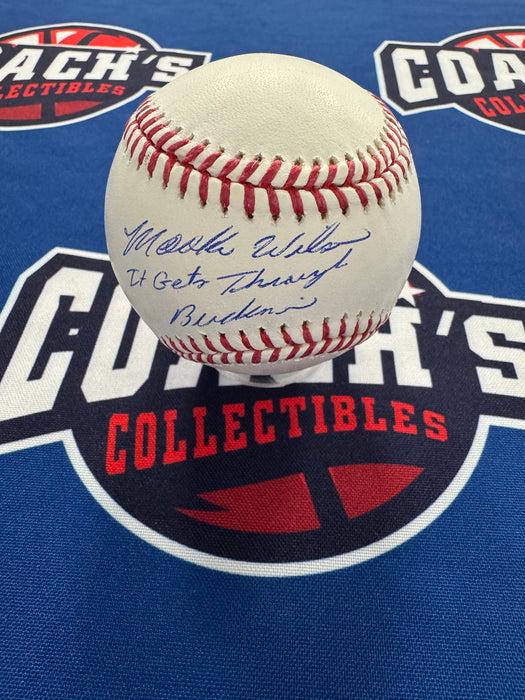 COACH'S COACH'S
COLLECTIBLES COLLECTIBLES
Mookie Wilson
It Gets Through
Buckner
COACH'S
COLLECTIBLES